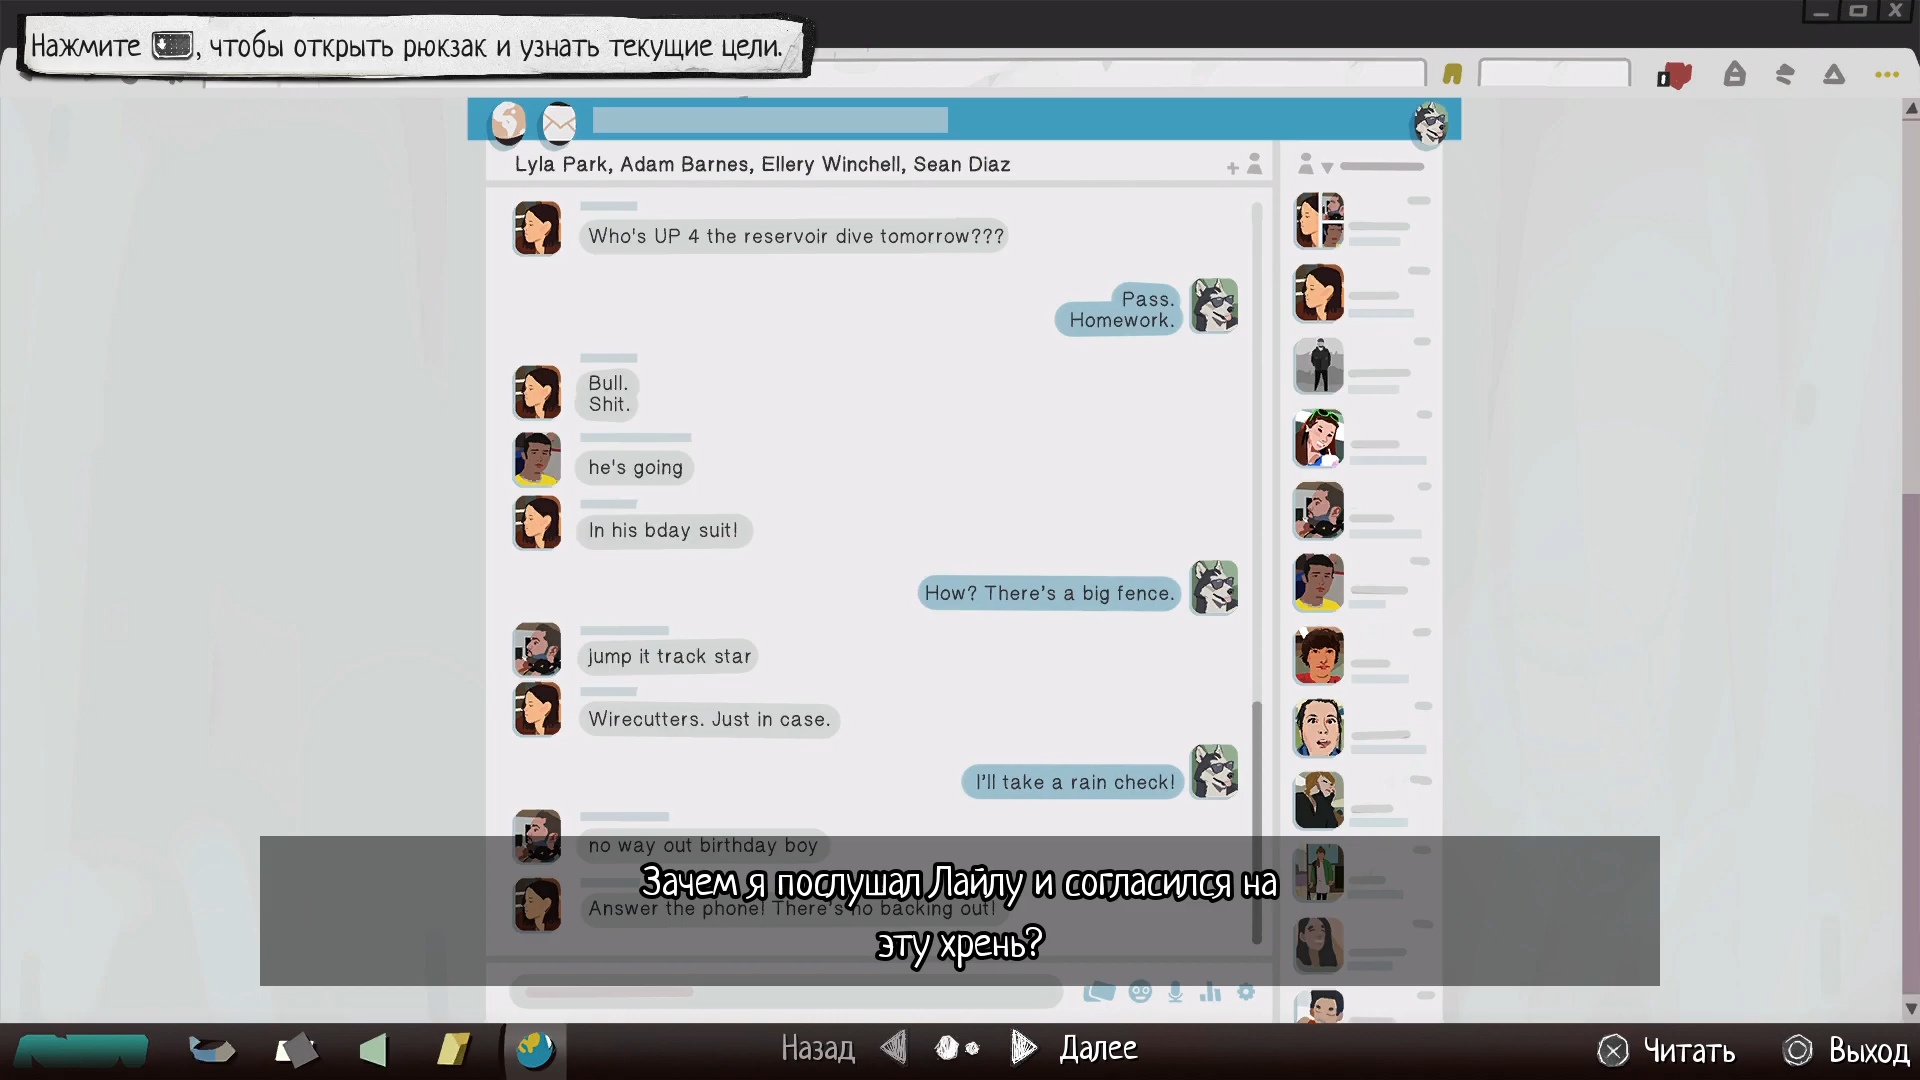 Нажмите , чтобы открыть рюкзак и узнать текущие цели.
Lyla Park, Adam Barnes, Ellery Winchell, Sean Diaz
Who's UP 4 the reservoir dive tomorrow???
Pass.
Homework.
Bull.
Shit.
he's going
In his bday suit!
How? There's a big fence.
jump it track star
Wirecutters. Just in case.
I'll take a rain check!
no way out birthday boy
Answer the phone! There's no backing out!
Зачем я послушал Лайлу и согласился на
эту хрень?
Назад
Далее
Читать
Выход